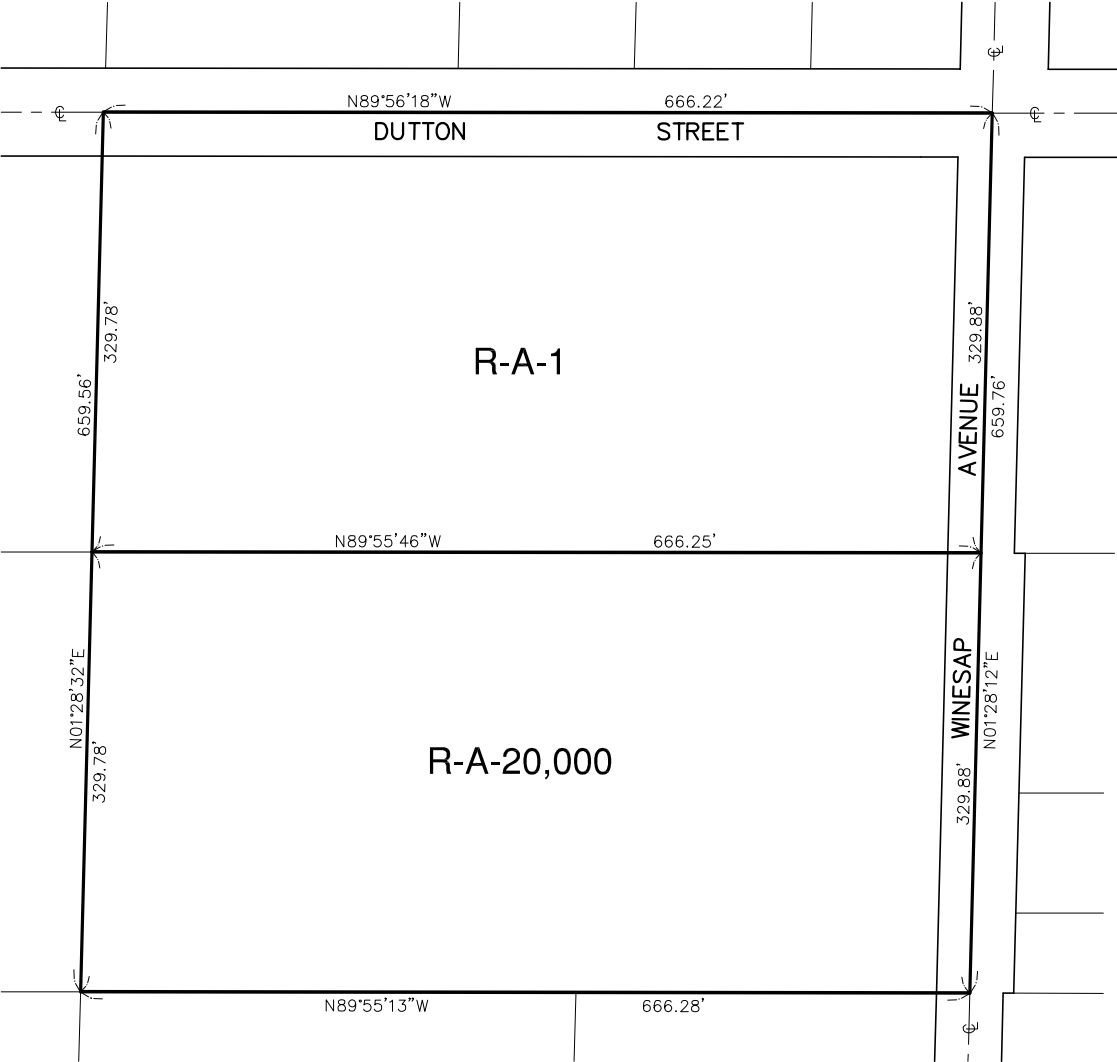 ℄
N89°56'18"W 666.22'
℄ ℄
DUTTON STREET
329.78'
659.56'
R-A-1
329.88'
659.76'
AVENUE
N89°55'46"W 666.25'
N01°28'32"E
329.78'
R-A-20,000
WINESAP
N01°28'12"E
329.88'
N89°55'13"W 666.28'
℄